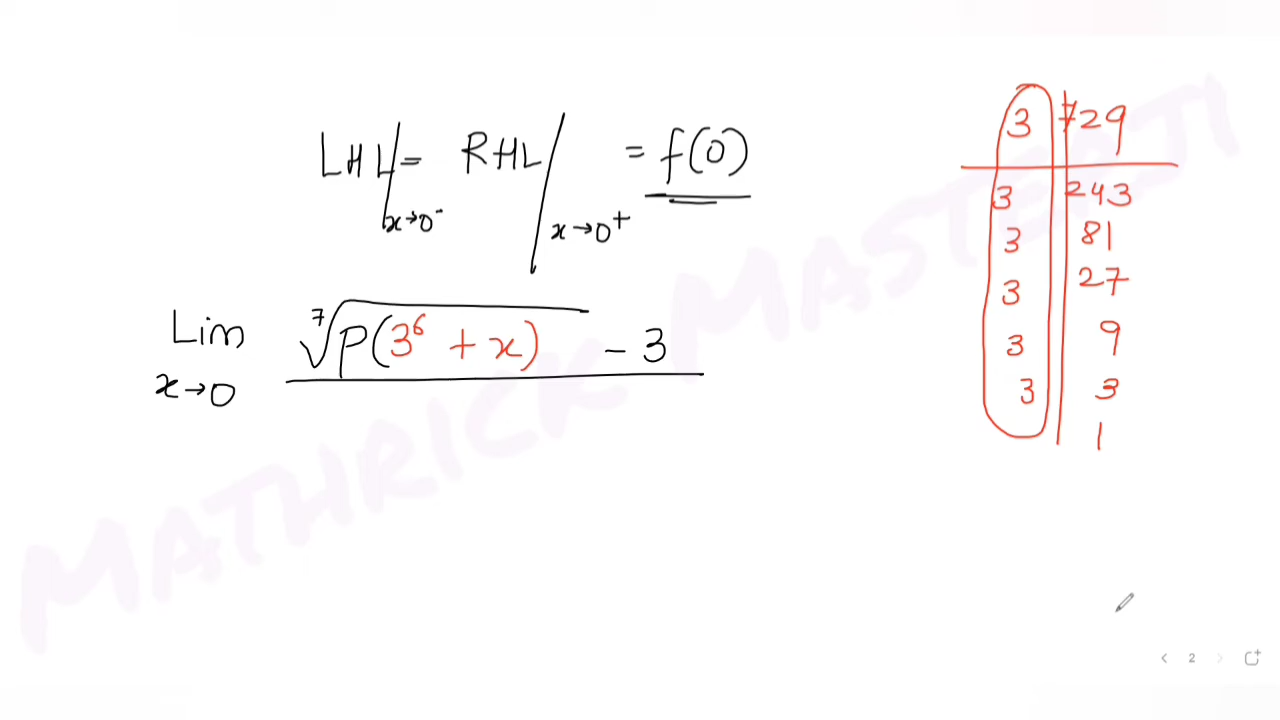 LHL| x→0⁻ = RHL| x→0⁺ = f(0)
Lim x→0 ⁷√P(3⁶ + x) - 3
3 | 729
3 | 243
3 | 81
3 | 27
3 | 9
3 | 3
1
MATHRICK MASTERJI
< 2 >